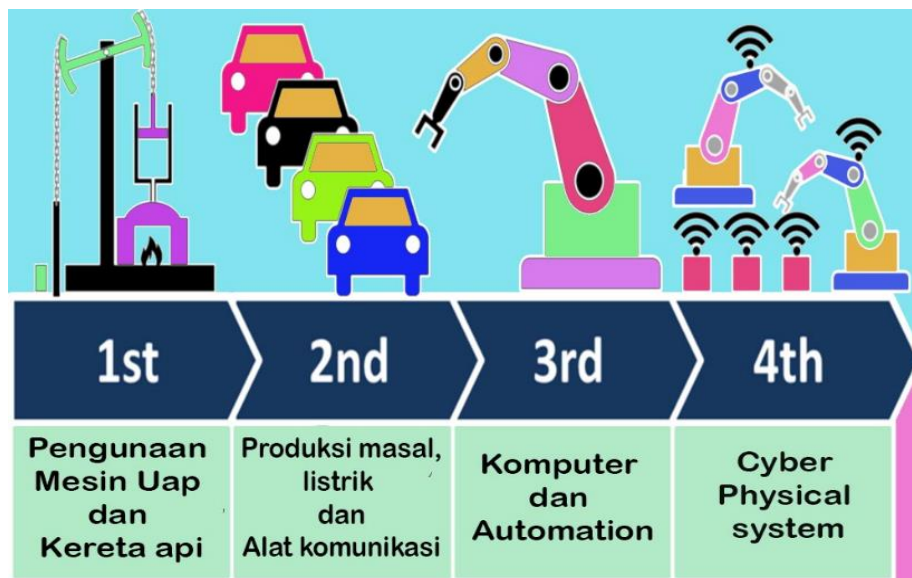 1st
2nd
3rd
4th
Pengunaan
Mesin Uap
dan
Kereta api
Produksi masal,
listrik
dan
Alat komunikasi
Komputer
dan
Automation
Cyber
Physical
system